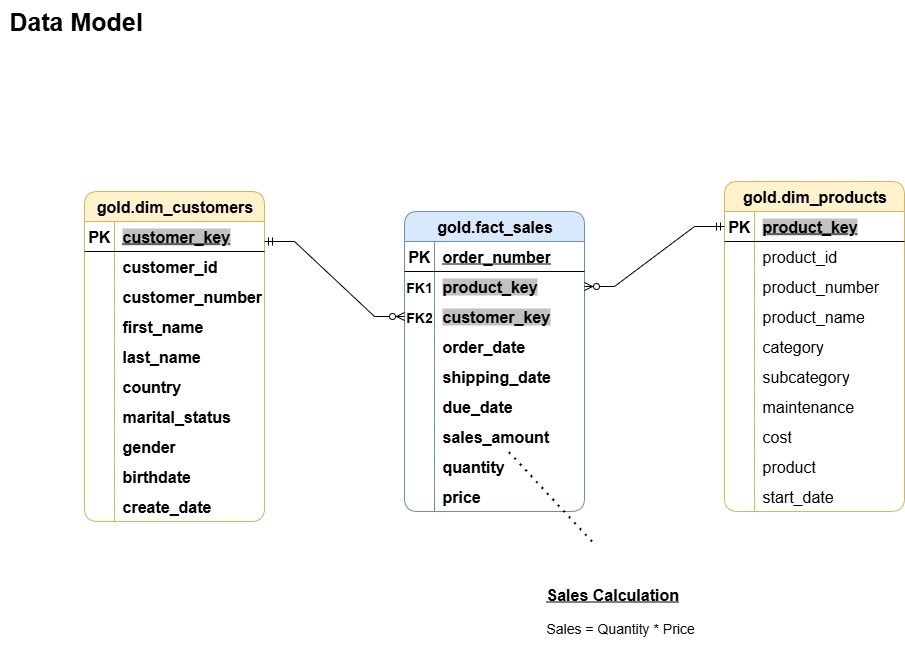 Data Model
gold.dim_customers
PK customer_key
customer_id
customer_number
first_name
last_name
country
marital_status
gender
birthdate
create_date
gold.fact_sales
PK order_number
FK1 product_key
FK2 customer_key
order_date
shipping_date
due_date
sales_amount
quantity
price
gold.dim_products
PK product_key
product_id
product_number
product_name
category
subcategory
maintenance
cost
product
start_date
Sales Calculation
Sales = Quantity * Price